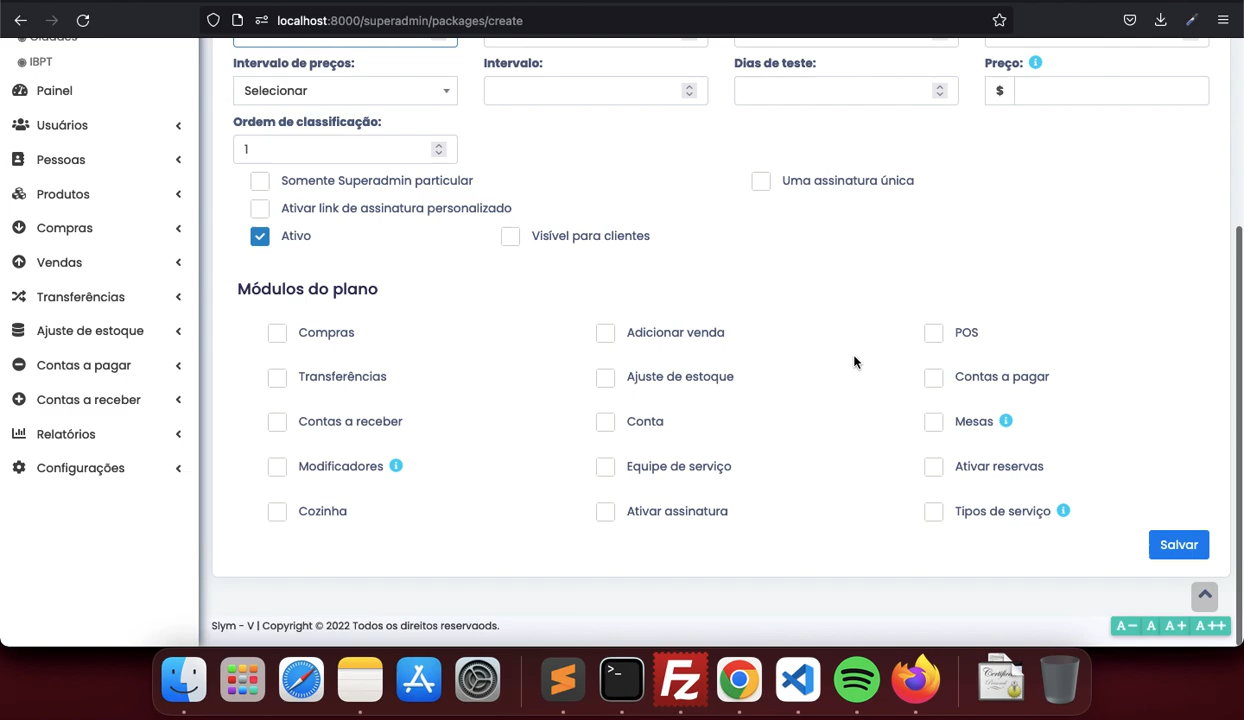 localhost:8000/superadmin/packages/create
Cidades
IBPT
Painel
Usuários
Pessoas
Produtos
Compras
Vendas
Transferências
Ajuste de estoque
Contas a pagar
Contas a receber
Relatórios
Configurações
Intervalo de preços: Intervalo: Dias de teste: Preço:
Selecionar $
Ordem de classificação:
1
Somente Superadmin particular Uma assinatura única
Ativar link de assinatura personalizado
Ativo Visível para clientes
Módulos do plano
Compras Adicionar venda POS
Transferências Ajuste de estoque Contas a pagar
Contas a receber Conta Mesas
Modificadores Equipe de serviço Ativar reservas
Cozinha Ativar assinatura Tipos de serviço
Salvar
Slym - V | Copyright © 2022 Todos os direitos reservaods.
A- A A+ A++